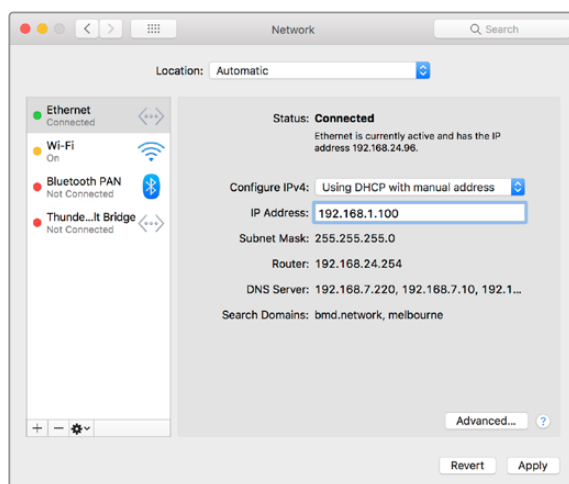 Network
Search
Location: Automatic
Ethernet
Connected
Wi-Fi
On
Bluetooth PAN
Not Connected
Thunde...lt Bridge
Not Connected
Status: Connected
Ethernet is currently active and has the IP
address 192.168.24.96.
Configure IPv4: Using DHCP with manual address
IP Address: 192.168.1.100
Subnet Mask: 255.255.255.0
Router: 192.168.24.254
DNS Server: 192.168.7.220, 192.168.7.10, 192.1...
Search Domains: bmd.network, melbourne
Advanced... ?
Revert Apply